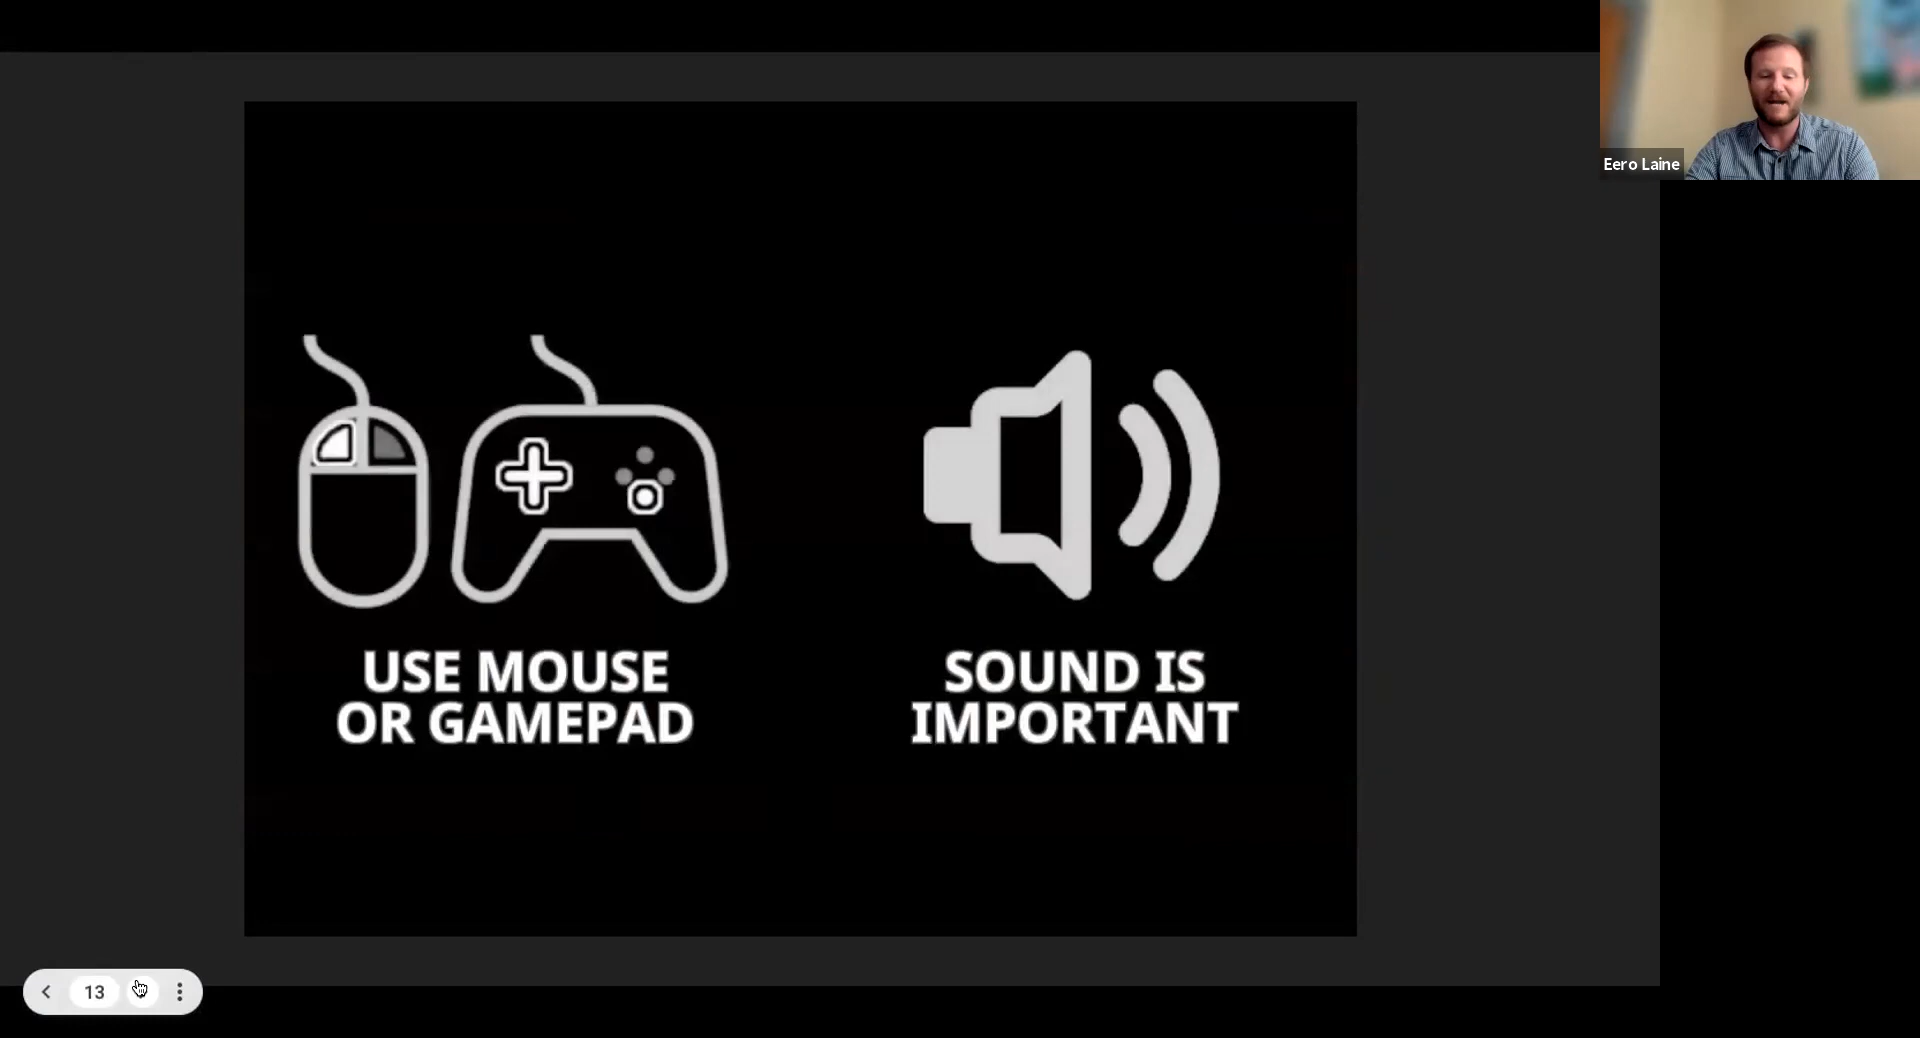 Eero Laine
USE MOUSE
OR GAMEPAD
SOUND IS
IMPORTANT
13